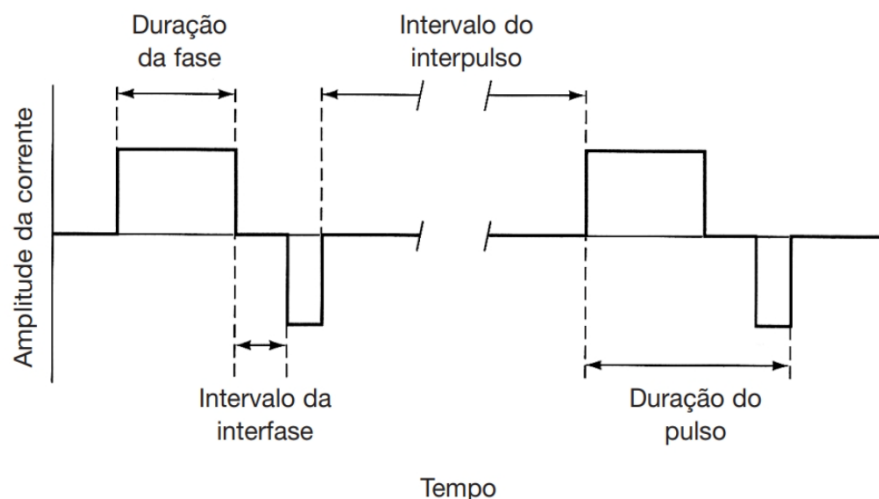 Duração
da fase
Intervalo do
interpulso
Amplitude da corrente
Intervalo da
interfase
Duração do
pulso
Tempo